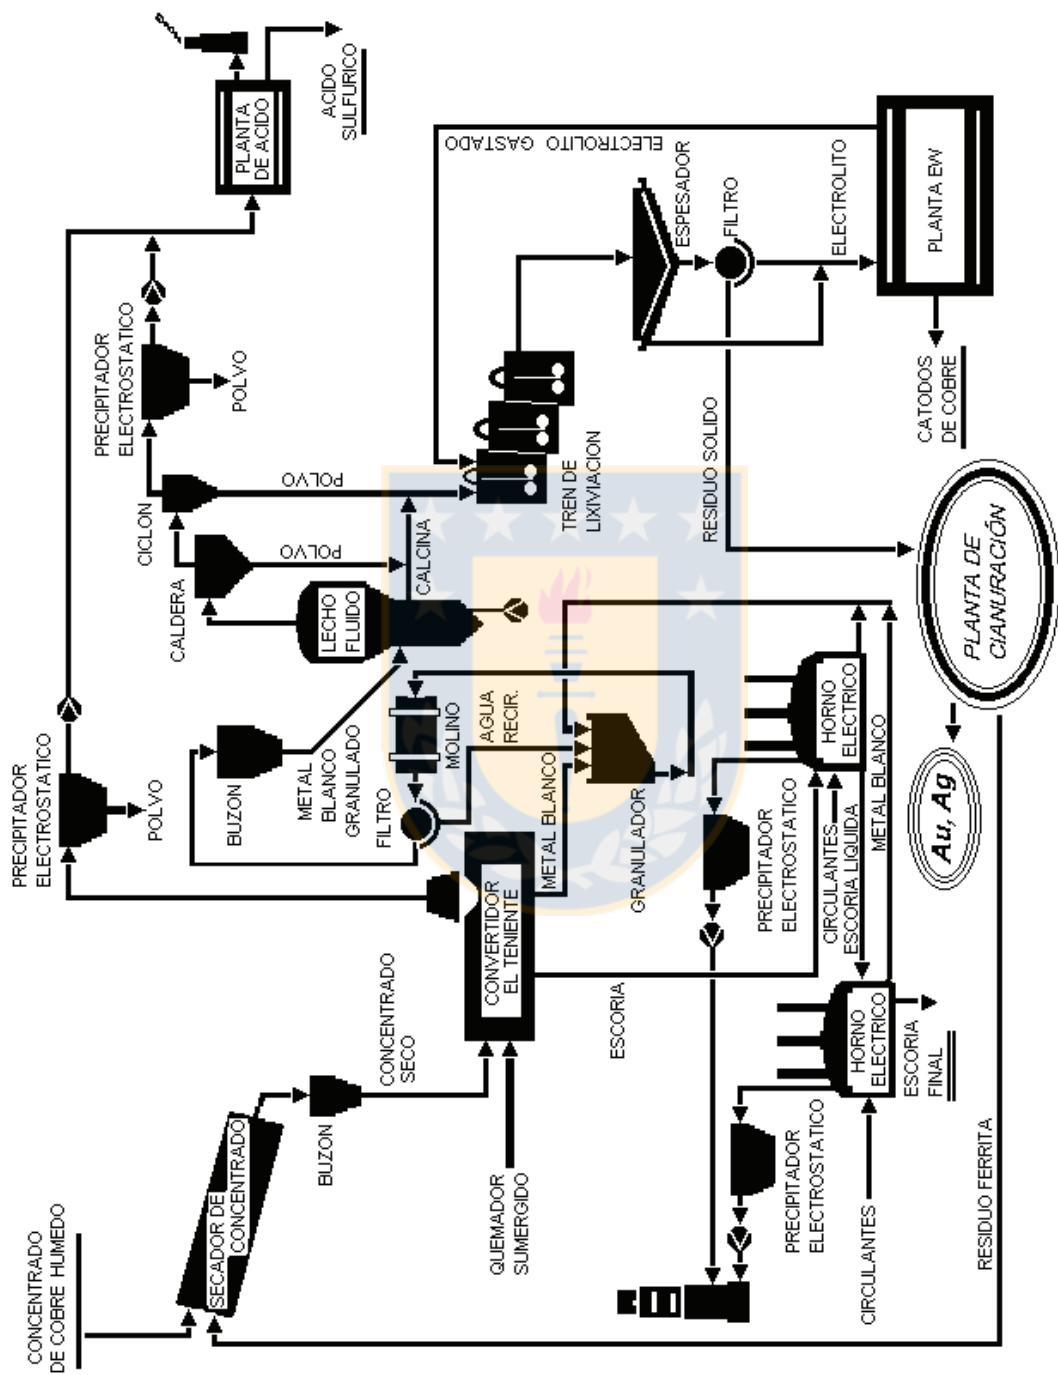 CONCENTRADO
DE COBRE HUMEDO
SECADOR DE
CONCENTRADO
BUZON
CONCENTRADO
SECO
QUEMADOR
SUMERGIDO
CONVERTIDOR
EL TENIENTE
PRECIPITADOR
ELECTROSTATICO
POLVO
BUZON
METAL
BLANCO
GRANULADO
FILTRO
MOLINO
AGUA
RECIR.
METAL BLANCO
GRANULADOR
CALDERA
CICLON
PRECIPITADOR
ELECTROSTATICO
POLVO
POLVO
POLVO
LECHO
FLUIDO
CALCINA
PLANTA
DE ACIDO
ACIDO
SULFURICO
ELECTROLITO GASTADO
TREN DE
LIXIVIACION
ESPESADOR
FILTRO
ELECTROLITO
RESIDUO SOLIDO
PLANTA EW
CATODOS
DE COBRE
ESCORIA
PRECIPITADOR
ELECTROSTATICO
HORNO
ELECTRICO
CIRCULANTES
ESCORIA LIQUIDA
METAL BLANCO
PRECIPITADOR
ELECTROSTATICO
HORNO
ELECTRICO
CIRCULANTES
ESCORIA
FINAL
RESIDUO FERRITA
PLANTA DE
CIANURACIÓN
Au, Ag